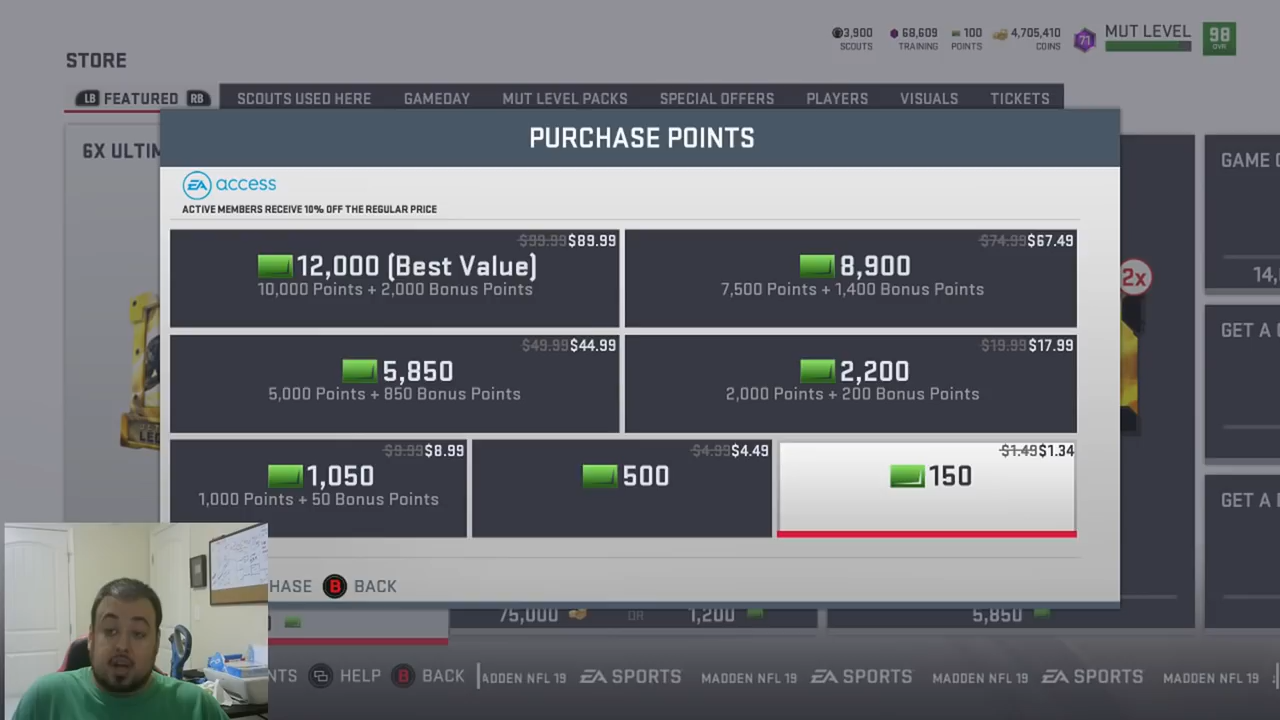 3,900 SCOUTS
68,609 TRAINING
100 POINTS
4,705,410 COINS
71
MUT LEVEL
98 OVR
STORE
LB FEATURED RB
SCOUTS USED HERE
GAMEDAY
MUT LEVEL PACKS
SPECIAL OFFERS
PLAYERS
VISUALS
TICKETS
6X ULTIM
PURCHASE POINTS
GAME
EA access
ACTIVE MEMBERS RECEIVE 10% OFF THE REGULAR PRICE
$99.99 $89.99
12,000 (Best Value)
10,000 Points + 2,000 Bonus Points
$74.99 $67.49
8,900
7,500 Points + 1,400 Bonus Points
2x
14,
$49.99 $44.99
5,850
5,000 Points + 850 Bonus Points
$19.99 $17.99
2,200
2,000 Points + 200 Bonus Points
GET A
$9.99 $8.99
1,050
1,000 Points + 50 Bonus Points
$4.99 $4.49
500
$1.49 $1.34
150
GET A
HASE B BACK
75,000 OR 1,200
5,850
NTS HELP B BACK
ADDEN NFL 19 EA SPORTS MADDEN NFL 19 EA SPORTS MADDEN NFL 19 EA SPORTS MADDEN NFL 19